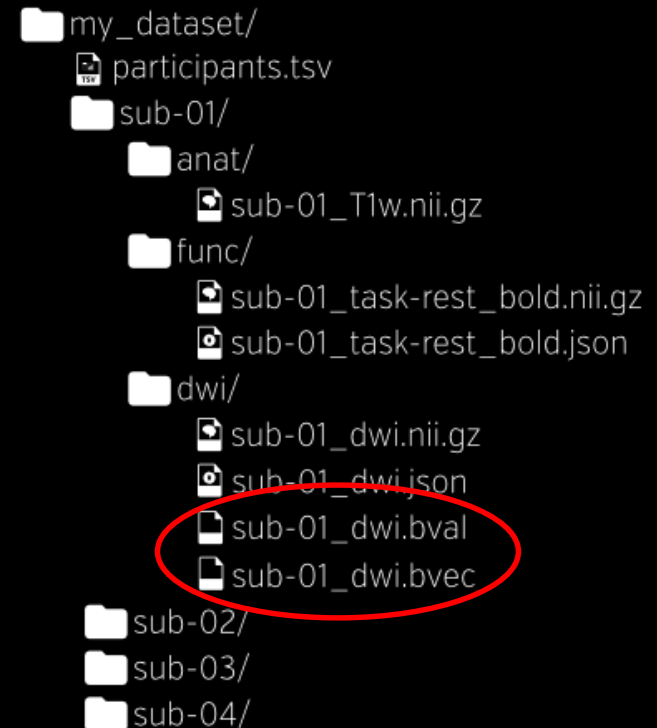 my_dataset/
TSV participants.tsv
sub-01/
anat/
sub-01_T1w.nii.gz
func/
sub-01_task-rest_bold.nii.gz
sub-01_task-rest_bold.json
dwi/
sub-01_dwi.nii.gz
sub-01_dwi.json
sub-01_dwi.bval
sub-01_dwi.bvec
sub-02/
sub-03/
sub-04/